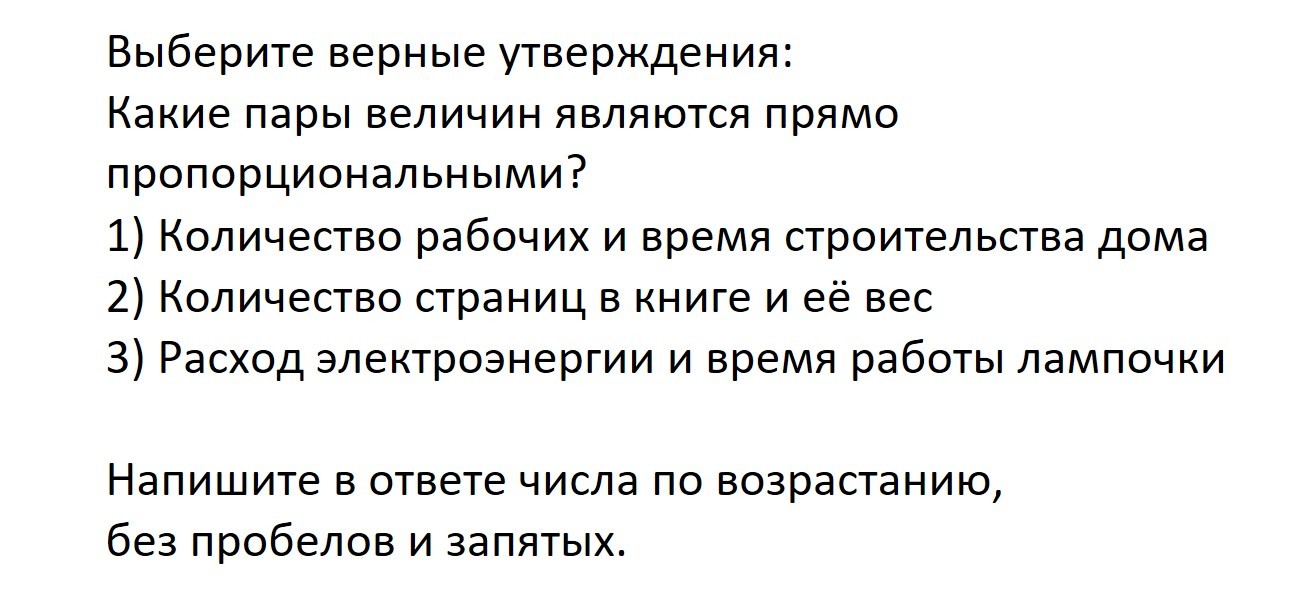 Выберите верные утверждения:
Какие пары величин являются прямо
пропорциональными?
1) Количество рабочих и время строительства дома
2) Количество страниц в книге и её вес
3) Расход электроэнергии и время работы лампочки
Напишите в ответе числа по возрастанию,
без пробелов и запятых.